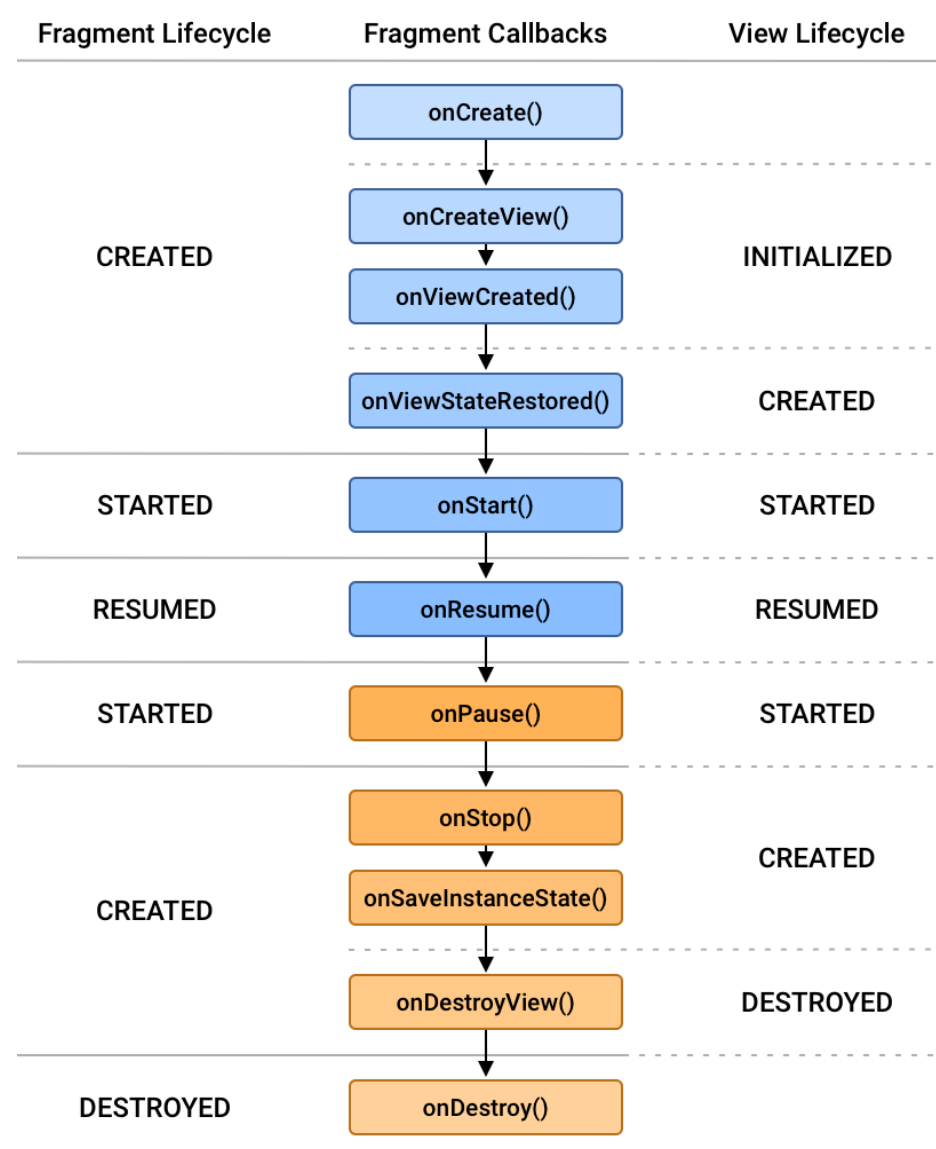 Fragment Lifecycle
Fragment Callbacks
View Lifecycle
onCreate()
onCreateView()
CREATED
INITIALIZED
onViewCreated()
onViewStateRestored()
CREATED
STARTED
onStart()
STARTED
RESUMED
onResume()
RESUMED
STARTED
onPause()
STARTED
onStop()
CREATED
onSaveInstanceState()
CREATED
onDestroyView()
DESTROYED
DESTROYED
onDestroy()